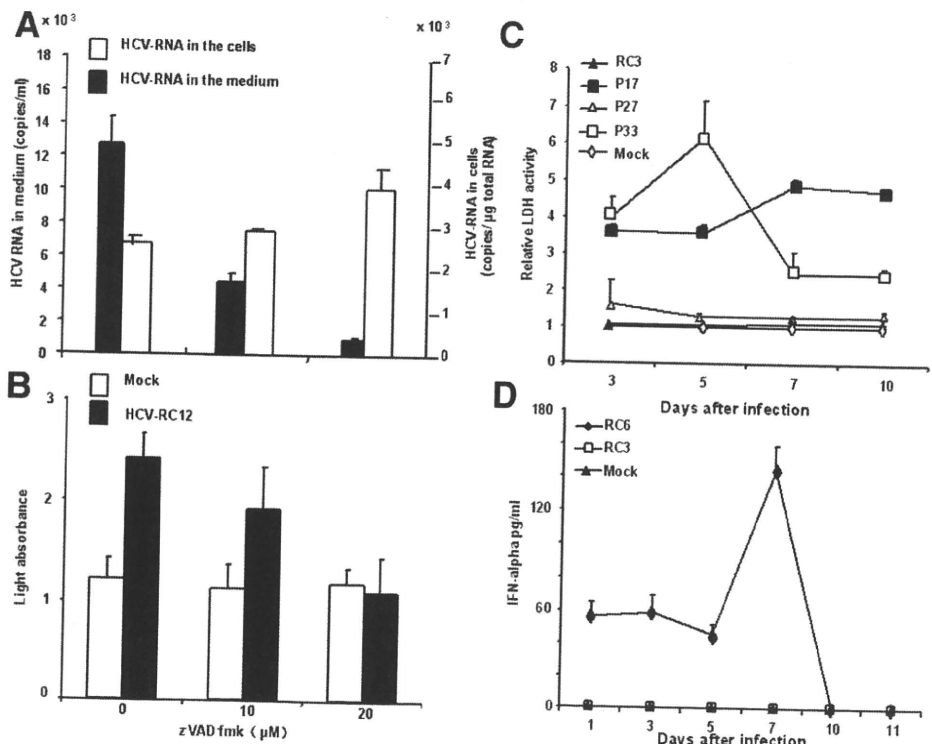 A
x 10³
HCV-RNA in the cells
HCV-RNA in the medium
x 10³
HCV RNA in medium (copies/ml)
18
16
14
12
10
8
6
4
2
0
7
6
5
4
3
2
1
0
HCV-RNA in cells
(copies/µg total RNA)
B
Mock
HCV-RC12
Light absorbance
3
2
1
0
0
10
20
zVADfmk (µM)
C
RC3
P17
P27
P33
Mock
Relative LDH activity
8
7
6
5
4
3
2
1
0
3
5
7
10
Days after infection
D
RC6
RC3
Mock
IFN-alpha pg/ml
180
120
60
0
1
3
5
7
10
11
Days after infection